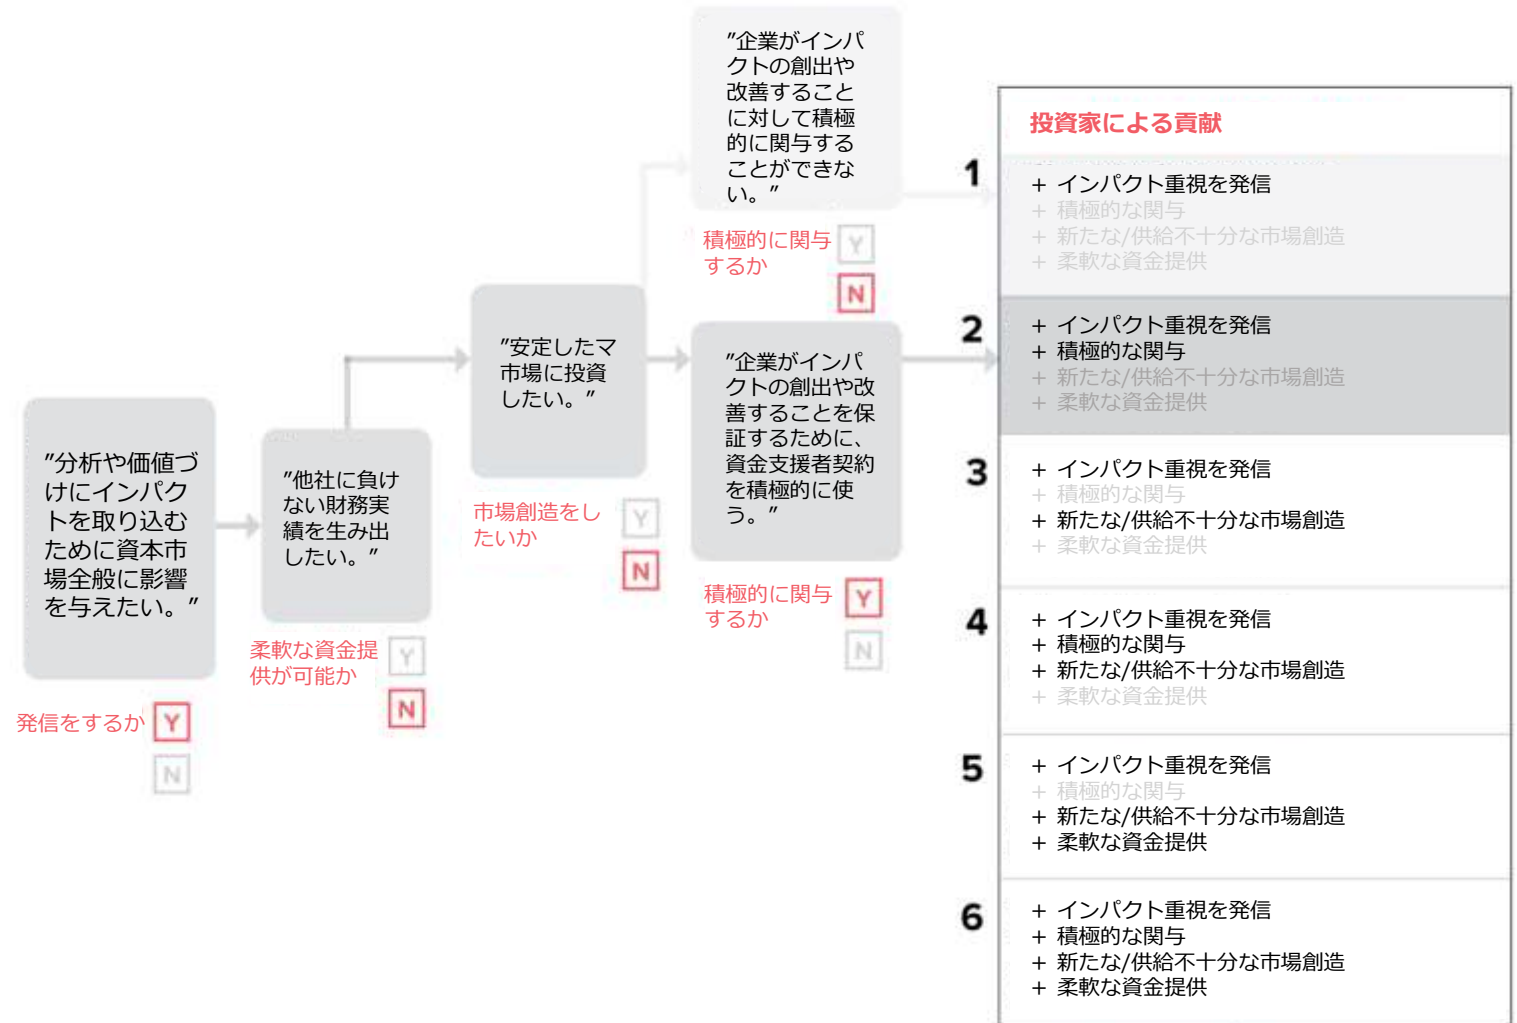 ”分析や価値づ
けにインパク
トを取り込む
ために資本市
場全般に影響
を与えたい。”
発信をするか
Y
N
”他社に負け
ない財務実
績を生み出
したい。”
柔軟な資金提
供が可能か
Y
N
”安定したマ
市場に投資
したい。”
市場創造をし
たいか
Y
N
”企業がインパ
クトの創出や
改善すること
に対して積極
的に関与する
ことができな
い。”
積極的に関与
するか
Y
N
”企業がインパ
クトの創出や改
善することを保
証するために、
資金支援者契約
を積極的に使
う。”
積極的に関与
するか
Y
N
投資家による貢献
1
+ インパクト重視を発信
+ 積極的な関与
+ 新たな/供給不十分な市場創造
+ 柔軟な資金提供
2
+ インパクト重視を発信
+ 積極的な関与
+ 新たな/供給不十分な市場創造
+ 柔軟な資金提供
3
+ インパクト重視を発信
+ 積極的な関与
+ 新たな/供給不十分な市場創造
+ 柔軟な資金提供
4
+ インパクト重視を発信
+ 積極的な関与
+ 新たな/供給不十分な市場創造
+ 柔軟な資金提供
5
+ インパクト重視を発信
+ 積極的な関与
+ 新たな/供給不十分な市場創造
+ 柔軟な資金提供
6
+ インパクト重視を発信
+ 積極的な関与
+ 新たな/供給不十分な市場創造
+ 柔軟な資金提供